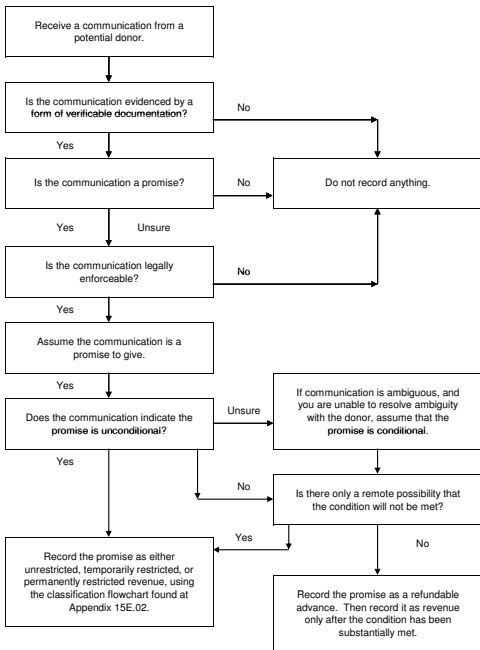 Receive a communication from a
potential donor.
Is the communication evidenced by a
form of verifiable documentation?
No
Yes
Is the communication a promise?
No
Do not record anything.
Yes
Unsure
Is the communication legally
enforceable?
No
Yes
Assume the communication is a
promise to give.
Yes
Does the communication indicate the
promise is unconditional?
Unsure
If communication is ambiguous, and
you are unable to resolve ambiguity
with the donor, assume that the
promise is conditional.
Yes
No
Is there only a remote possibility that
the condition will not be met?
Yes
No
Record the promise as either
unrestricted, temporarily restricted, or
permanently restricted revenue, using
the classification flowchart found at
Appendix 15E.02.
Record the promise as a refundable
advance. Then record it as revenue
only after the condition has been
substantially met.